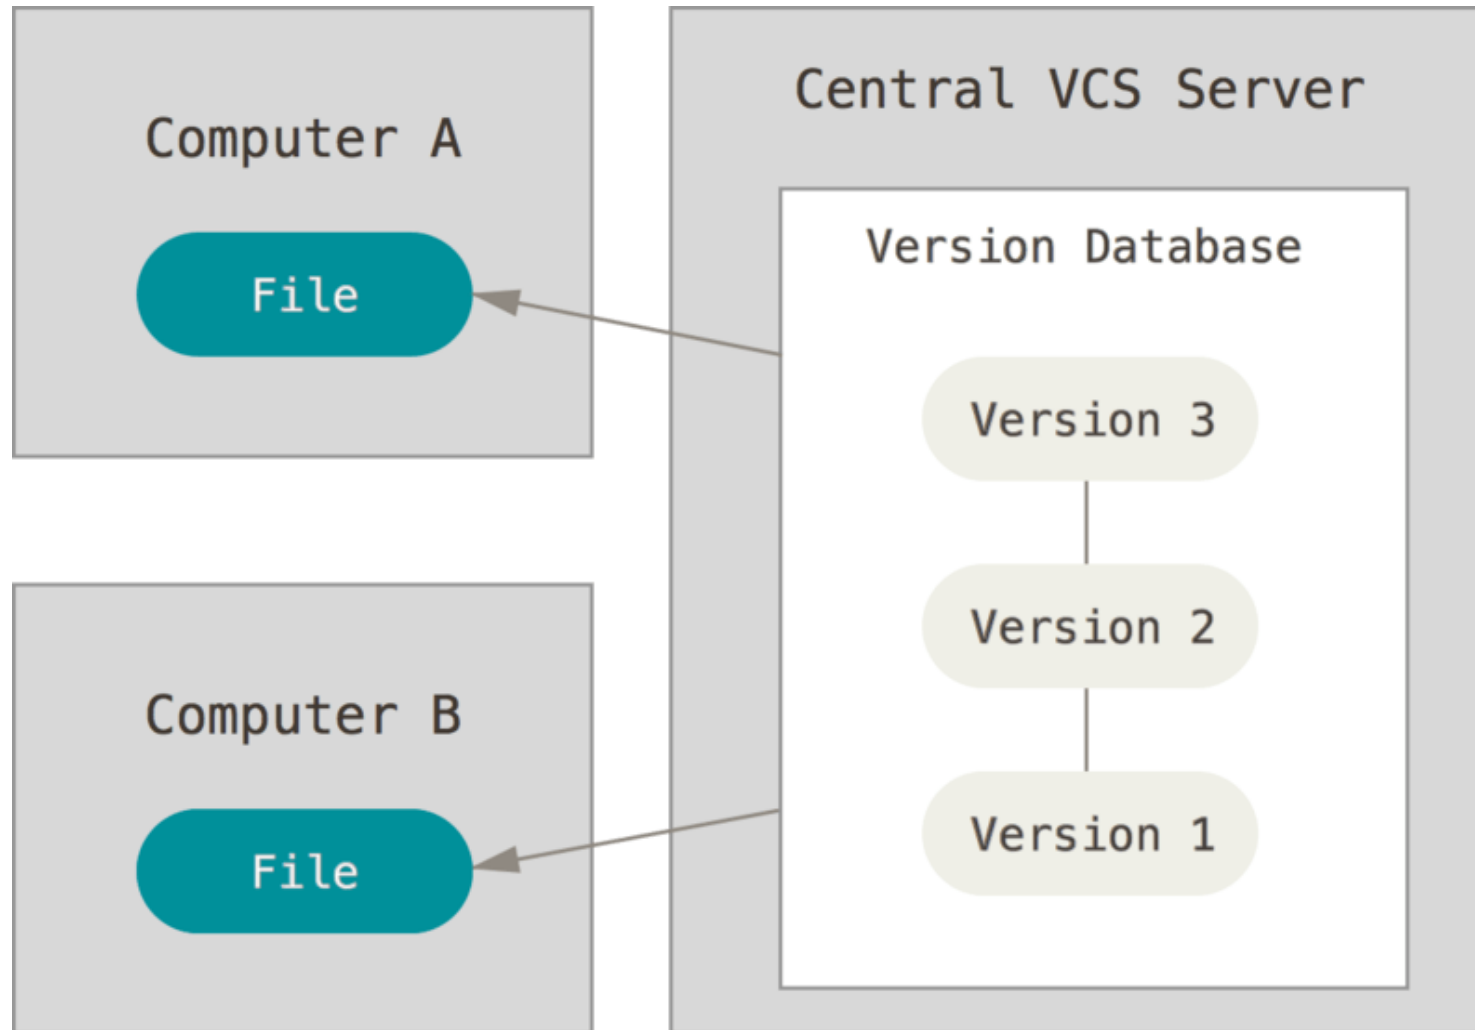 Computer A
File
Computer B
File
Central VCS Server
Version Database
Version 3
Version 2
Version 1